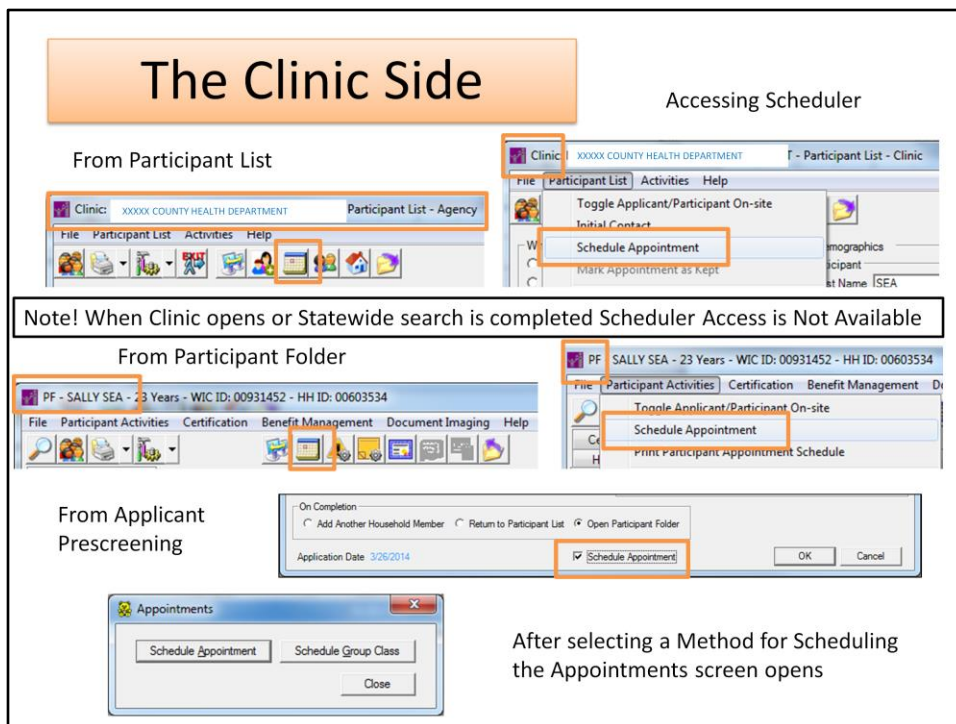 The Clinic Side
Accessing Scheduler
From Participant List
Clinic: XXXXX COUNTY HEALTH DEPARTMENT Participant List - Agency
File Participant List Activities Help
EXIT
Clinic: XXXXX COUNTY HEALTH DEPARTMENT T - Participant List - Clinic
File Participant List Activities Help
Toggle Applicant/Participant On-site
Initial Contact
Schedule Appointment
Mark Appointment as Kept
emographics
ticipant
st Name SEA
Note! When Clinic opens or Statewide search is completed Scheduler Access is Not Available
From Participant Folder
PF - SALLY SEA - 23 Years - WIC ID: 00931452 - HH ID: 00603534
File Participant Activities Certification Benefit Management Document Imaging Help
PF - SALLY SEA - 23 Years - WIC ID: 00931452 - HH ID: 00603534
File Participant Activities Certification Benefit Management
Toggle Applicant/Participant On-site
Schedule Appointment
Print Participant Appointment Schedule
Ce
H
From Applicant
Prescreening
On Completion
Add Another Household Member Return to Participant List Open Participant Folder
Application Date 3/26/2014 Schedule Appointment OK Cancel
Appointments
Schedule Appointment Schedule Group Class
Close
After selecting a Method for Scheduling
the Appointments screen opens